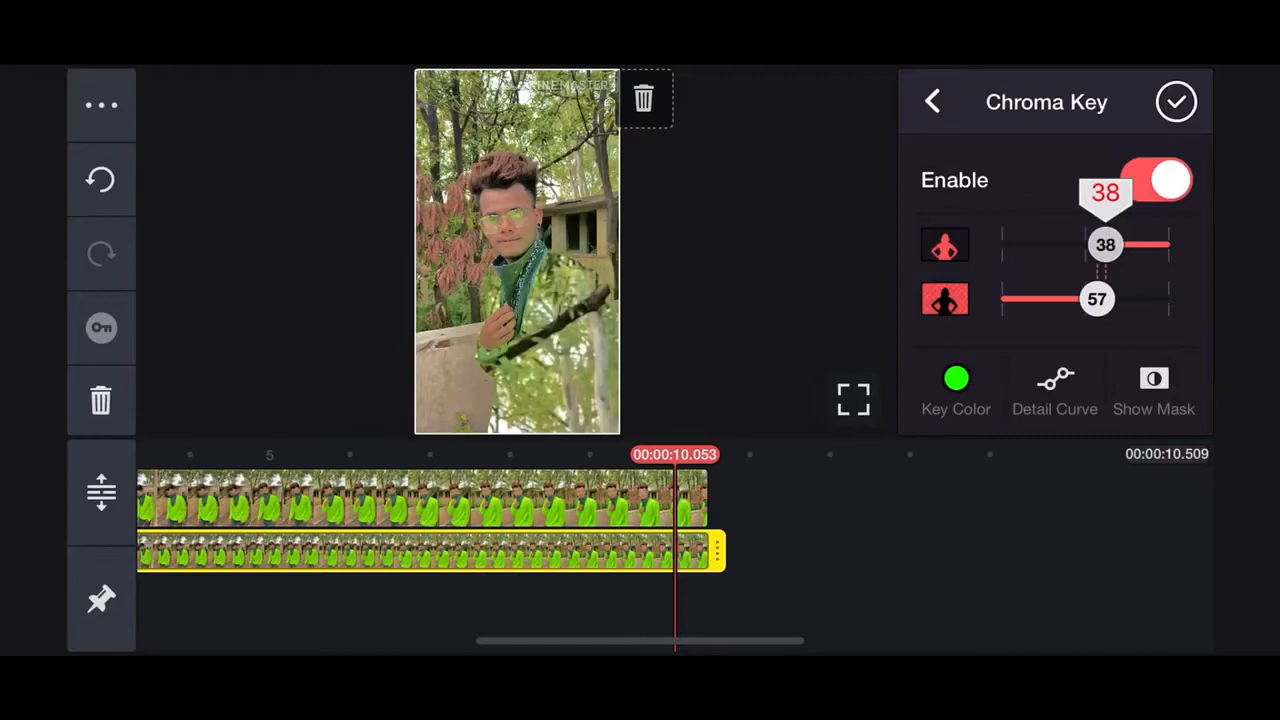 Chroma Key
Enable
38
38
57
Key Color
Detail Curve
Show Mask
5
00:00:10.053
00:00:10.509